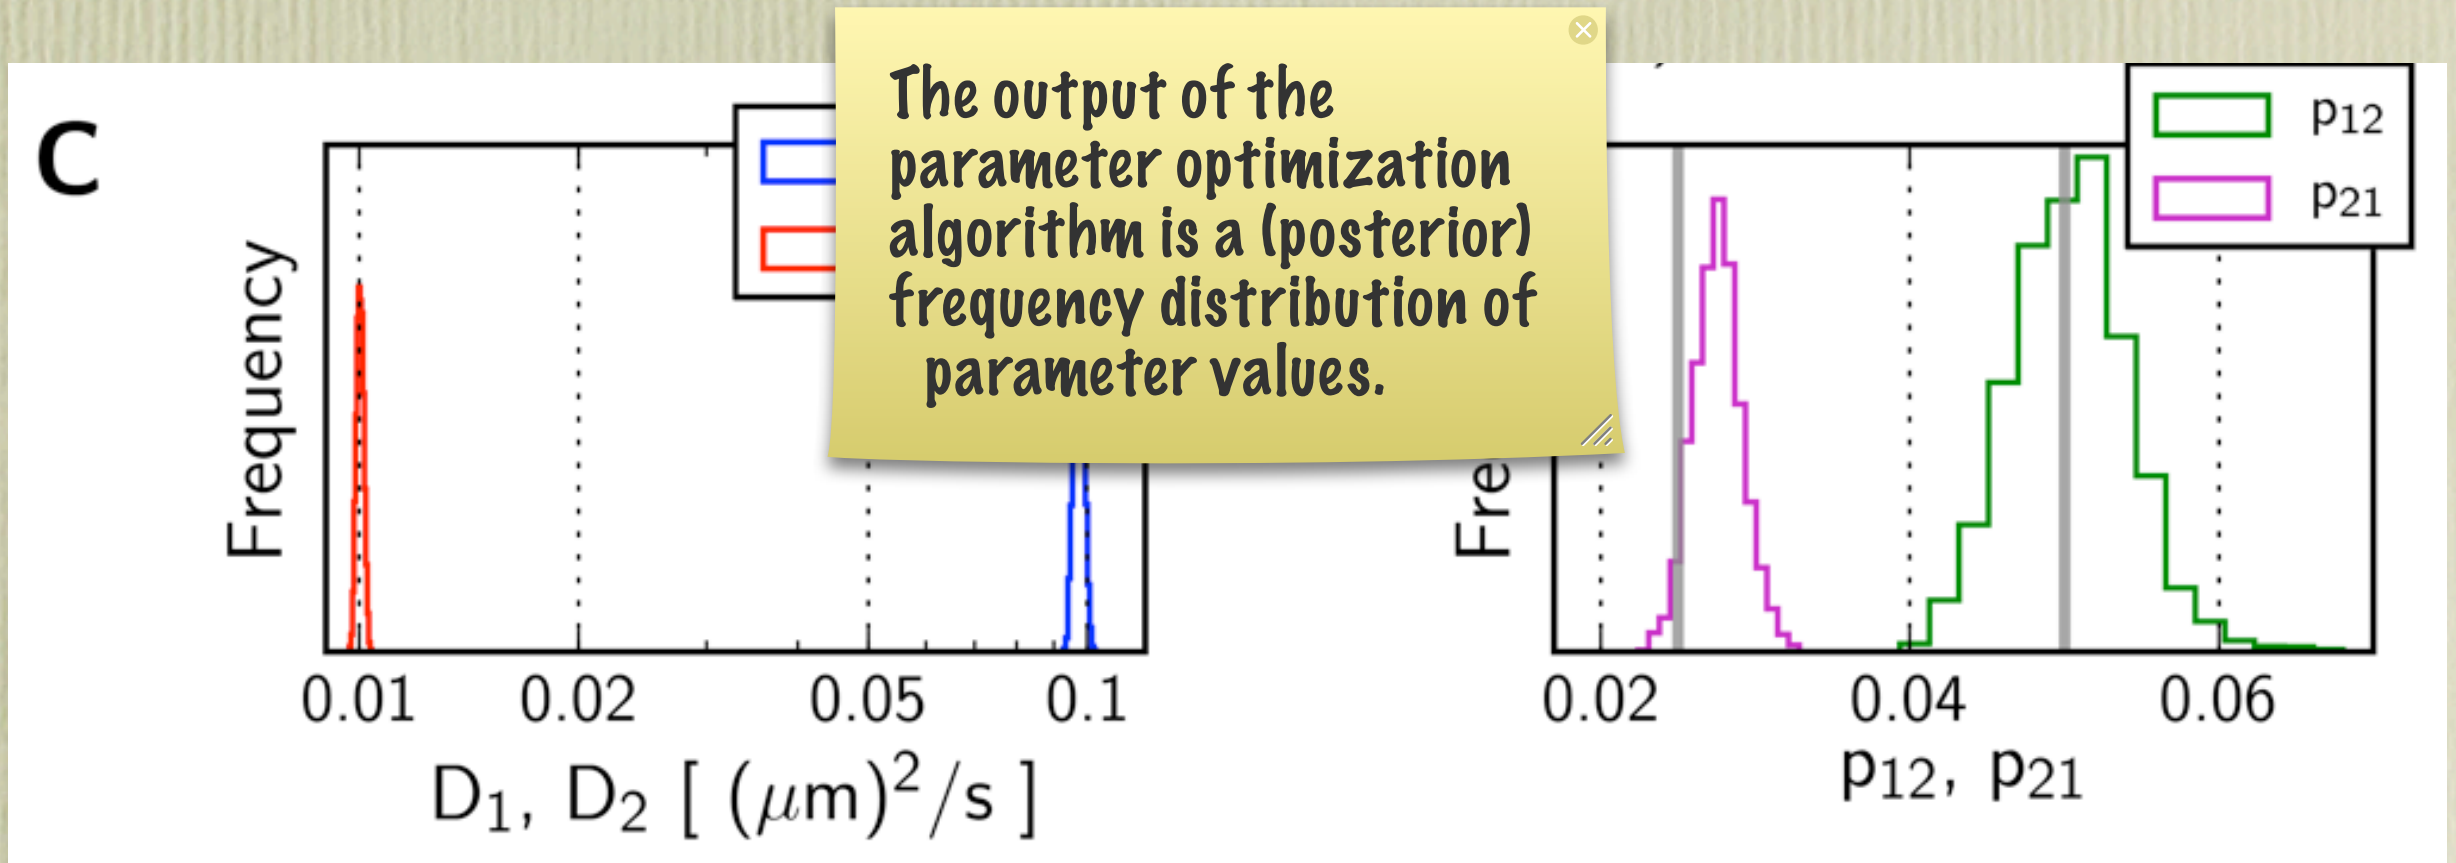 C
The output of the
parameter optimization
algorithm is a (posterior)
frequency distribution of
parameter values.
p12
p21
Frequency
Fre
0.01 0.02 0.05 0.1
D1, D2 [ (μm)²/s ]
0.02 0.04 0.06
p12, p21